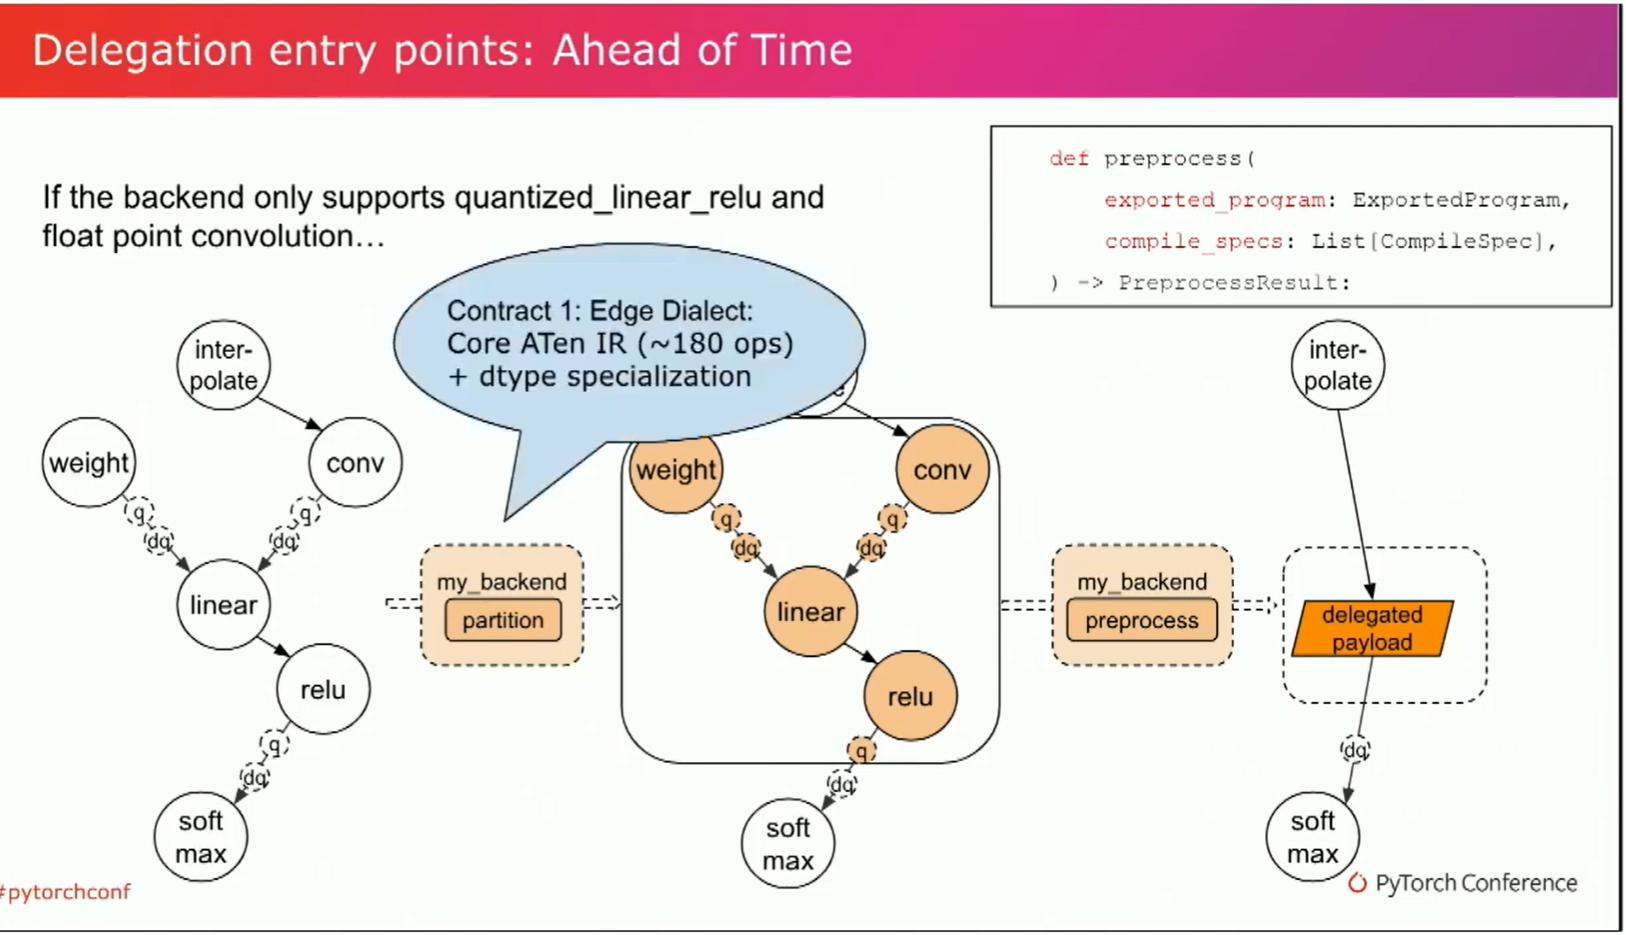 Delegation entry points: Ahead of Time
If the backend only supports quantized_linear_relu and
float point convolution...
def preprocess(
exported_program: ExportedProgram,
compile_specs: List[CompileSpec],
) -> PreprocessResult:
Contract 1: Edge Dialect:
Core ATen IR (~180 ops)
+ dtype specialization
inter-
polate
weight
conv
q
dq
q
dq
linear
relu
q
dq
soft
max
my_backend
partition
weight
conv
q
dq
q
dq
linear
relu
q
dq
soft
max
my_backend
preprocess
inter-
polate
delegated
payload
dq
soft
max
#pytorchconf
PyTorch Conference